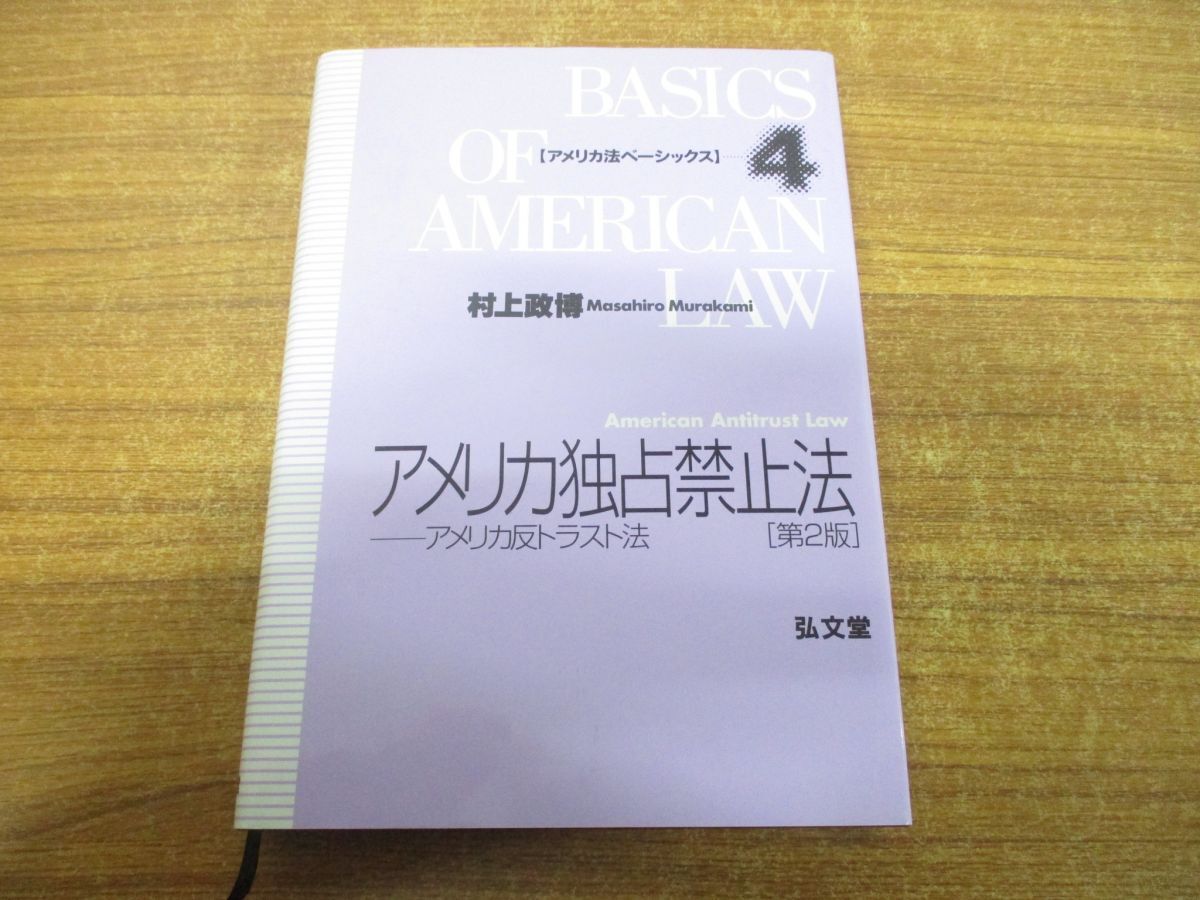 BASICS
OF
【アメリカ法ベーシックス】……4
AMERICAN
LAW
村上政博 Masahiro Murakami
American Antitrust Law
アメリカ独占禁止法
——アメリカ反トラスト法 [第2版]
弘文堂